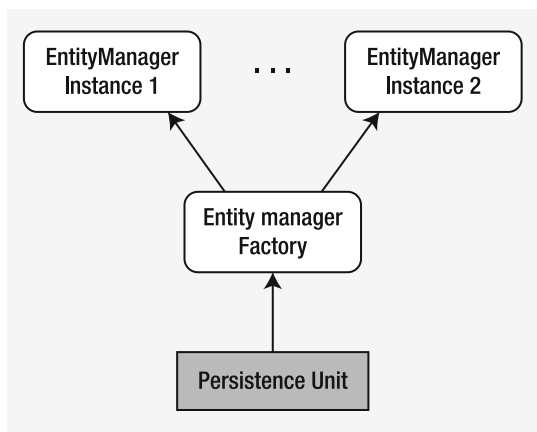 EntityManager
Instance 1
. . .
EntityManager
Instance 2
Entity manager
Factory
Persistence Unit